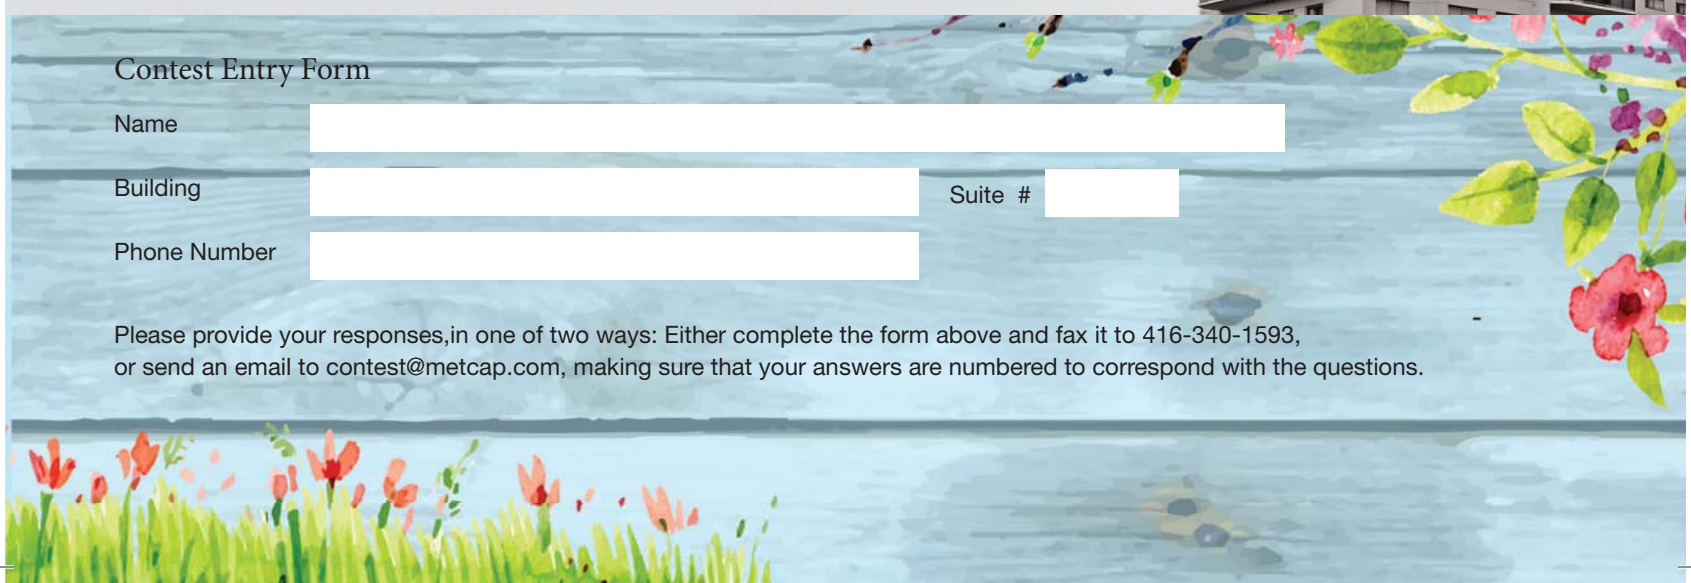 Contest Entry Form
Name
Building
Suite #
Phone Number
Please provide your responses,in one of two ways: Either complete the form above and fax it to 416-340-1593,
or send an email to contest@metcap.com, making sure that your answers are numbered to correspond with the questions.